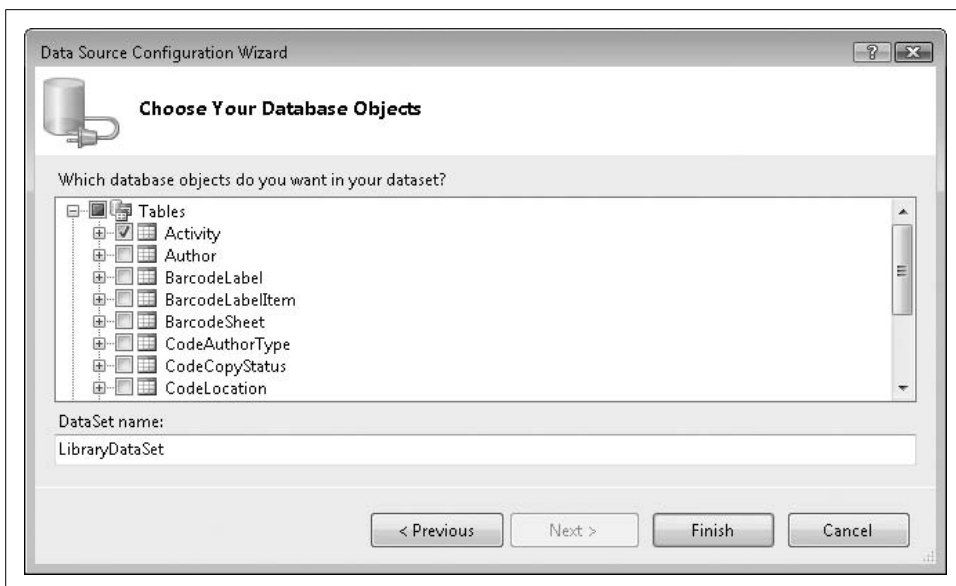 Data Source Configuration Wizard
Choose Your Database Objects
Which database objects do you want in your dataset?
Tables
Activity
Author
BarcodeLabel
BarcodeLabelItem
BarcodeSheet
CodeAuthorType
CodeCopyStatus
CodeLocation
DataSet name:
LibraryDataSet
< Previous
Next >
Finish
Cancel